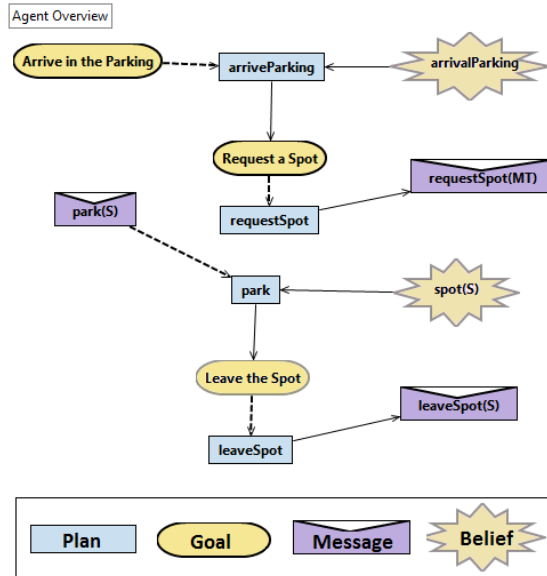 Agent Overview
Arrive in the Parking
arriveParking
arrivalParking
Request a Spot
requestSpot(MT)
park(S)
requestSpot
park
spot(S)
Leave the Spot
leaveSpot(S)
leaveSpot
Plan
Goal
Message
Belief